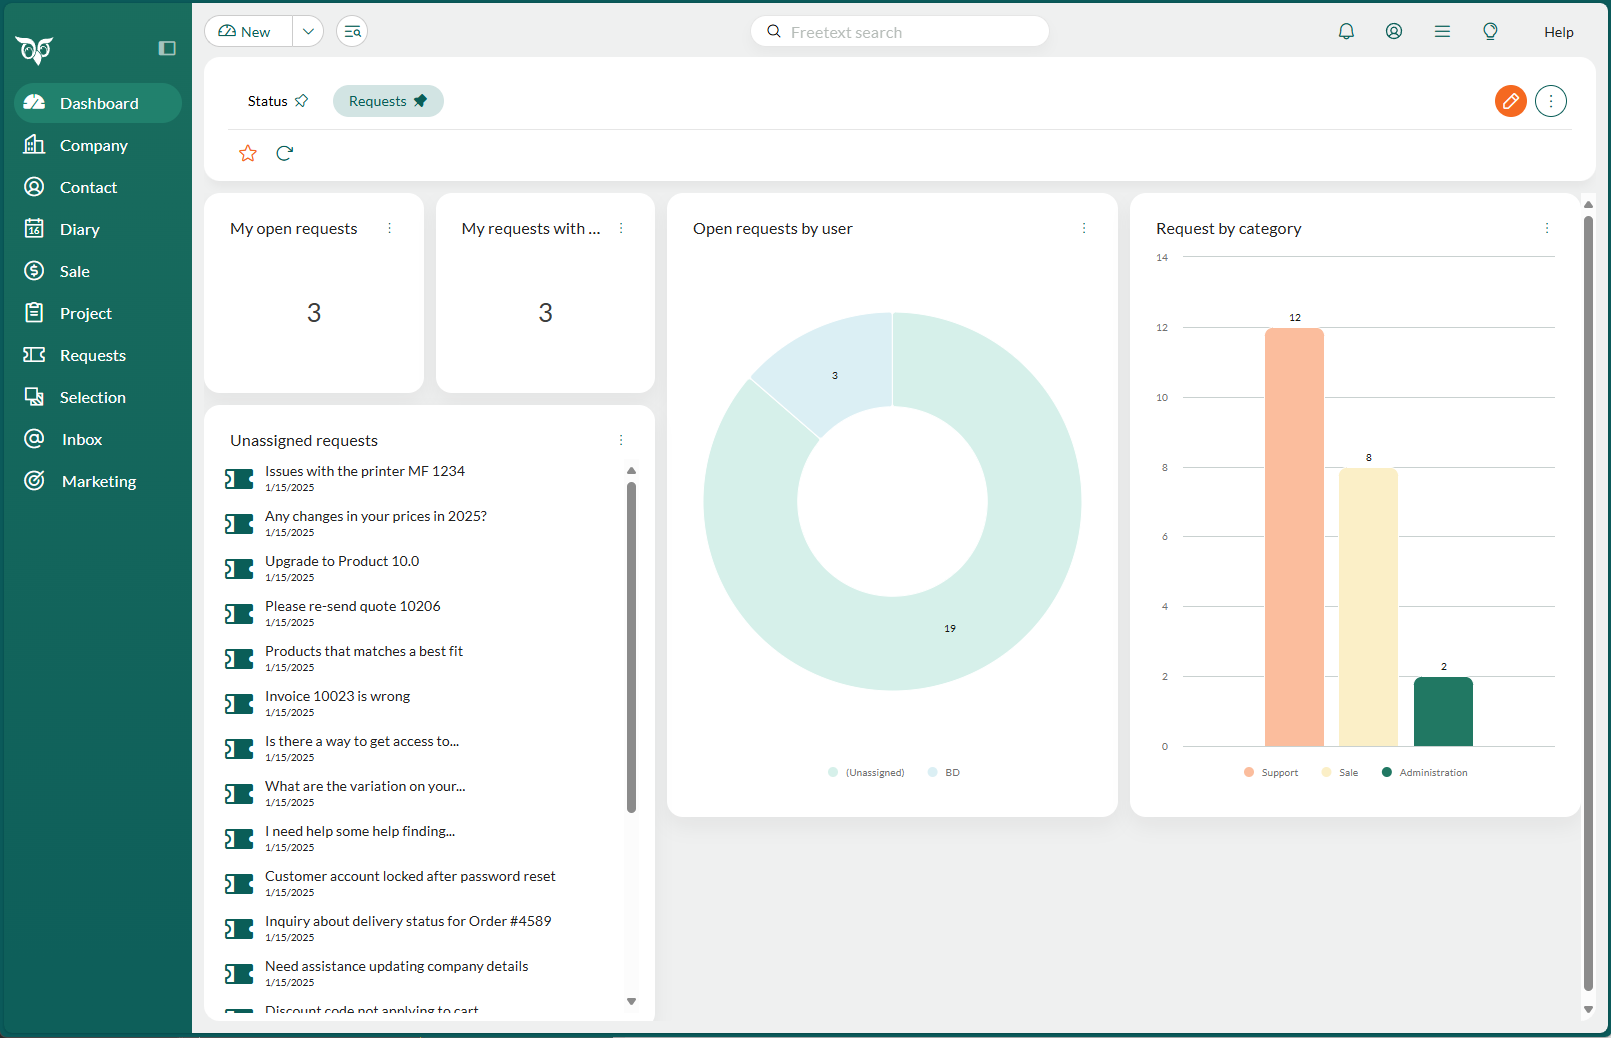 New
Freetext search
Help
Dashboard
Company
Contact
16
Diary
Sale
Project
Requests
Selection
Inbox
Marketing
Status
Requests
My open requests
3
My requests with ...
3
Unassigned requests
Issues with the printer MF 1234
1/15/2025
Any changes in your prices in 2025?
1/15/2025
Upgrade to Product 10.0
1/15/2025
Please re-send quote 10206
1/15/2025
Products that matches a best fit
1/15/2025
Invoice 10023 is wrong
1/15/2025
Is there a way to get access to...
1/15/2025
What are the variation on your...
1/15/2025
I need help some help finding...
1/15/2025
Customer account locked after password reset
1/15/2025
Inquiry about delivery status for Order #4589
1/15/2025
Need assistance updating company details
1/15/2025
Discount code not applying to cart
Open requests by user
3
19
(Unassigned) BD
Request by category
14
12
10
8
6
4
2
0
12
8
2
Support Sale Administration